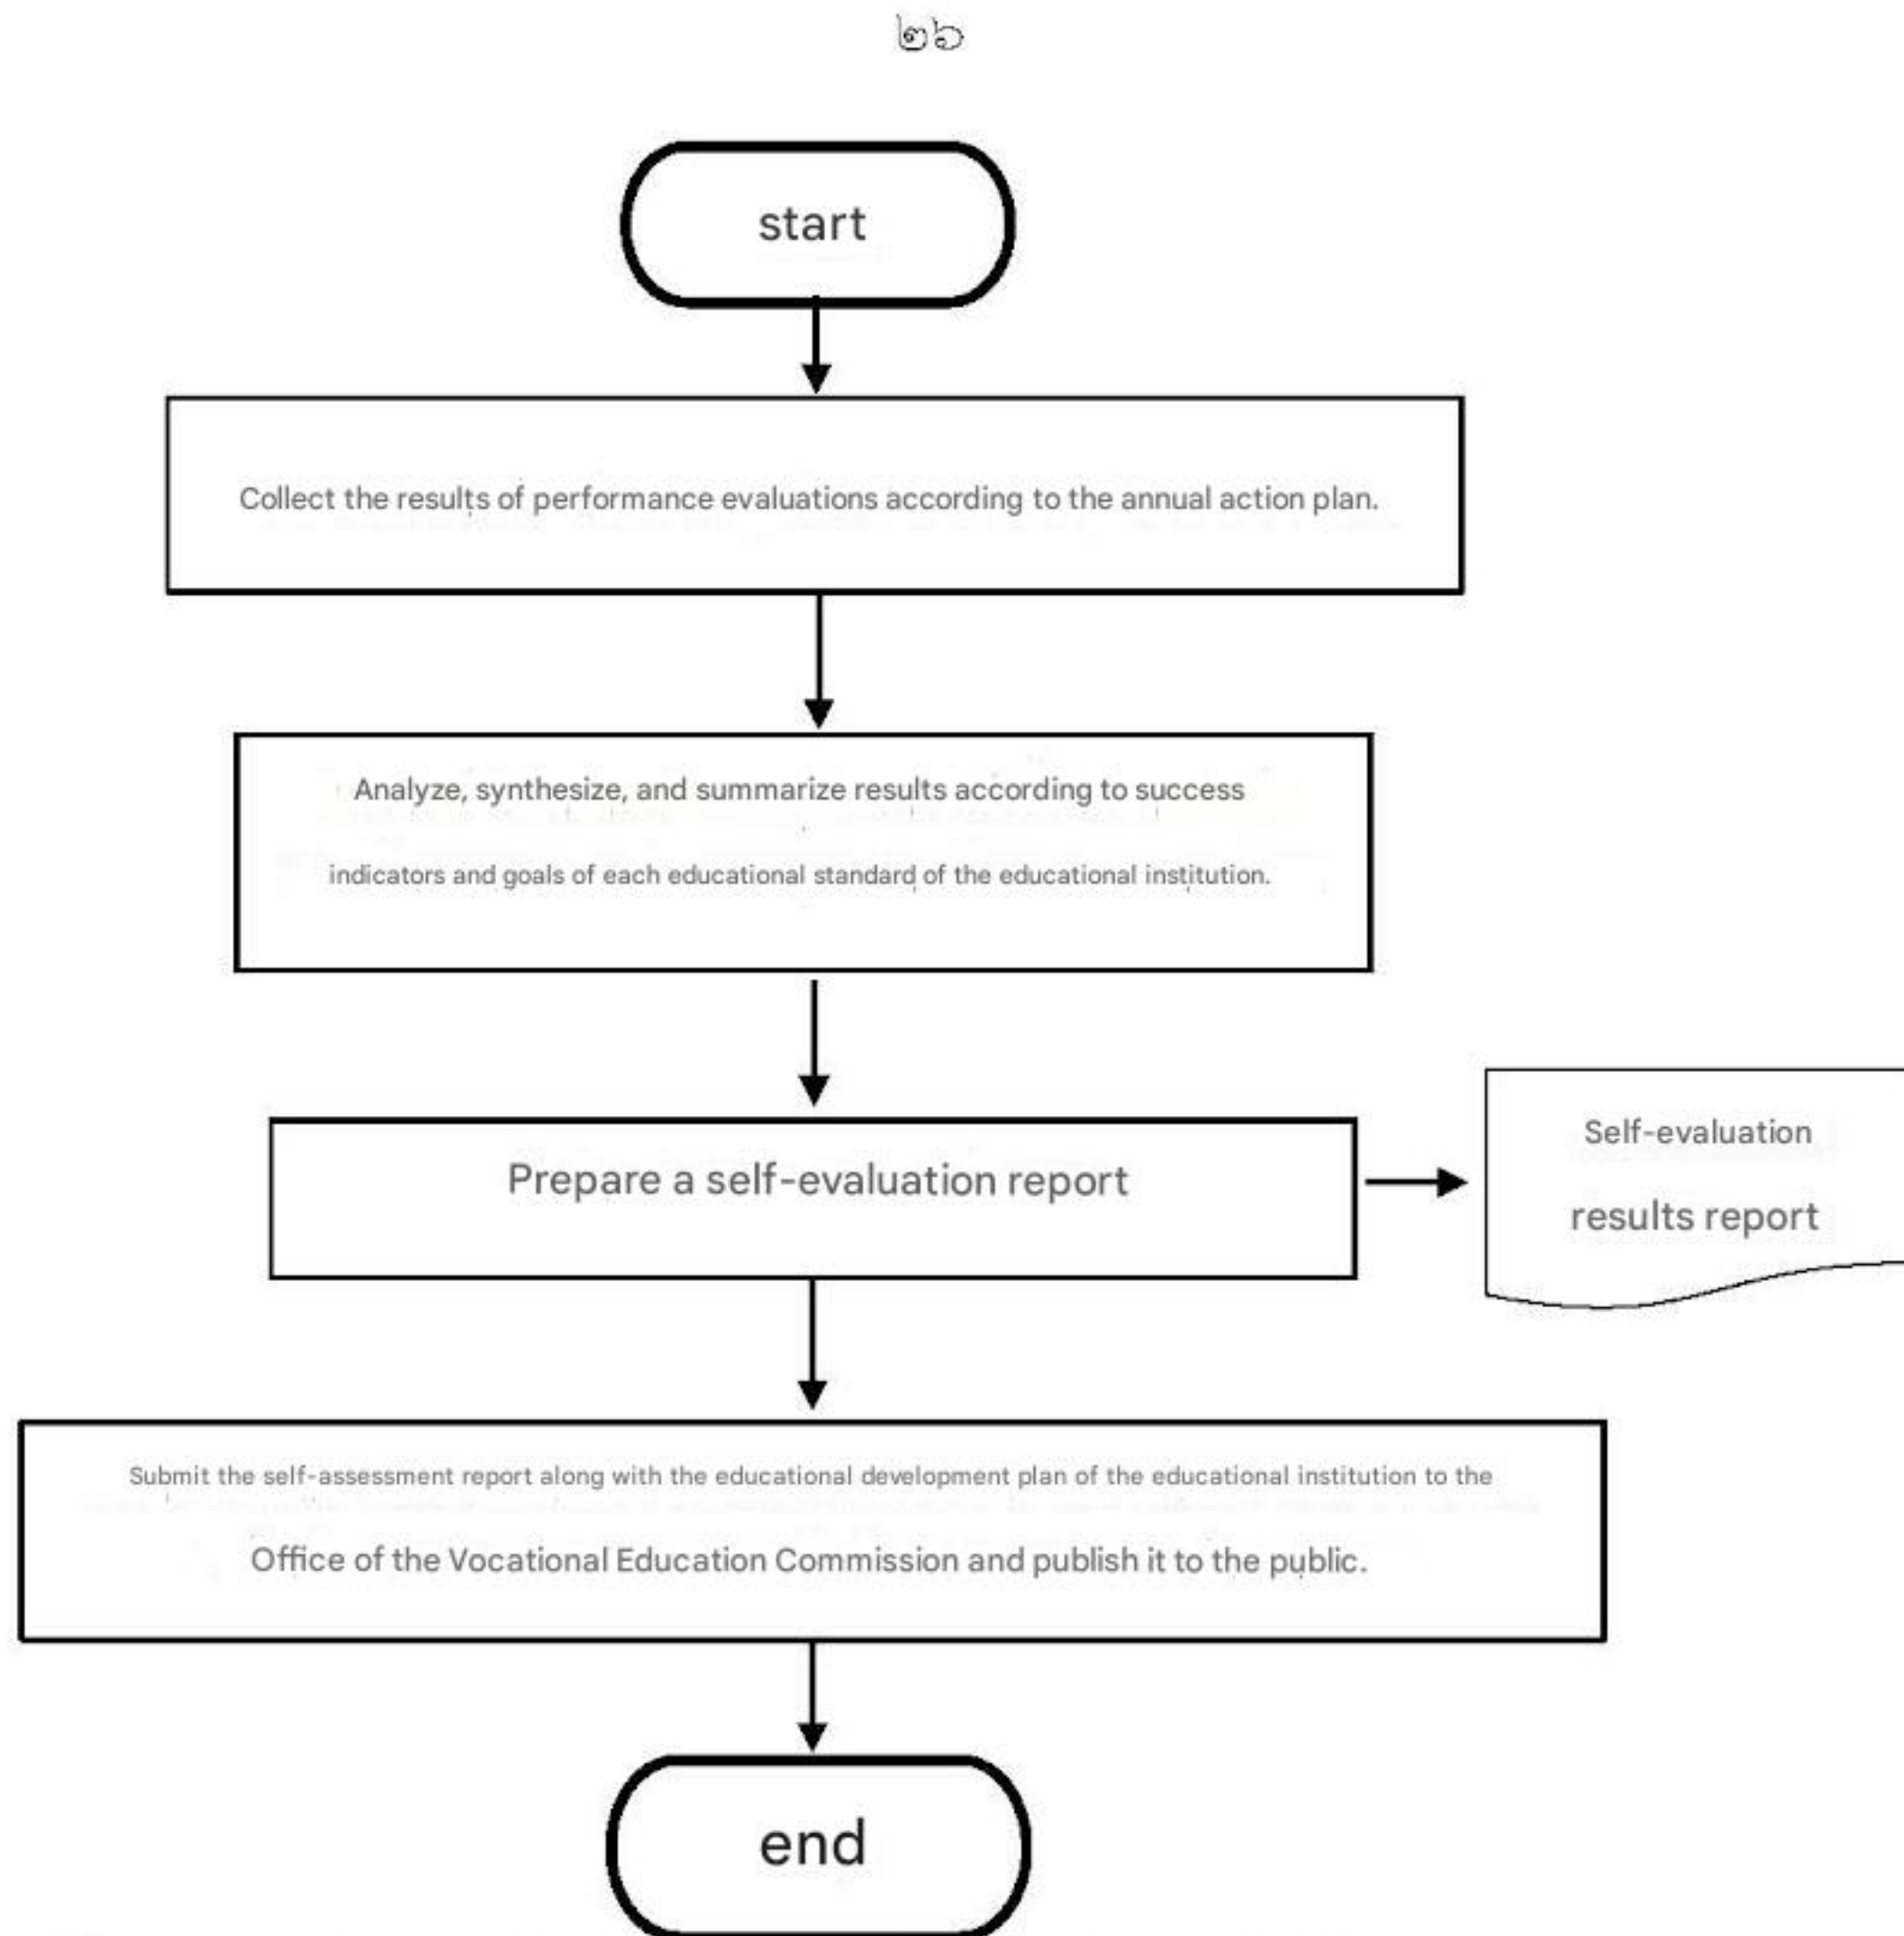 ๒๖
start
Collect the results of performance evaluations according to the annual action plan.
Analyze, synthesize, and summarize results according to success
indicators and goals of each educational standard of the educational institution.
Prepare a self-evaluation report
Self-evaluation
results report
Submit the self-assessment report along with the educational development plan of the educational institution to the
Office of the Vocational Education Commission and publish it to the public.
end